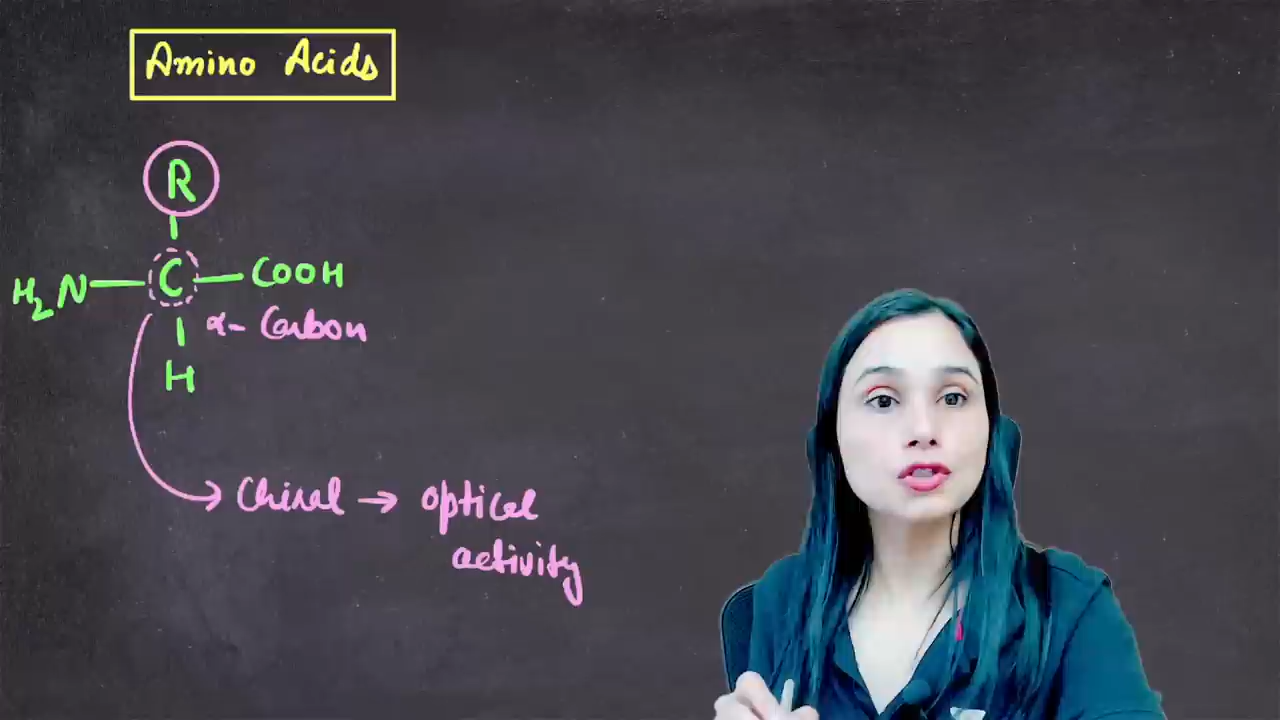 Amino Acids
R
H2N—C—COOH
α- Carbon
H
Chiral → optical
activity